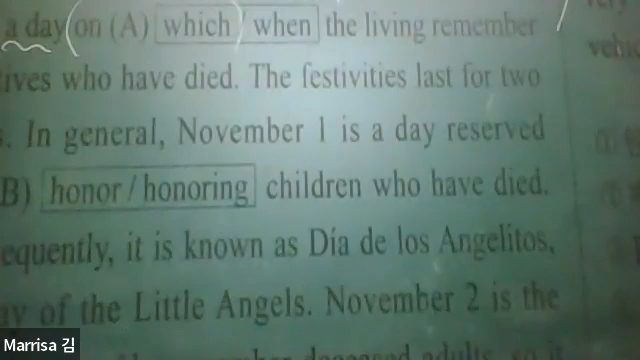 a day on (A) which / when the living remember
ives who have died. The festivities last for two
. In general, November 1 is a day reserved
B) honor / honoring children who have died.
equently, it is known as Día de los Angelitos,
ay of the Little Angels. November 2 is the
deceased adults
Marrisa 김